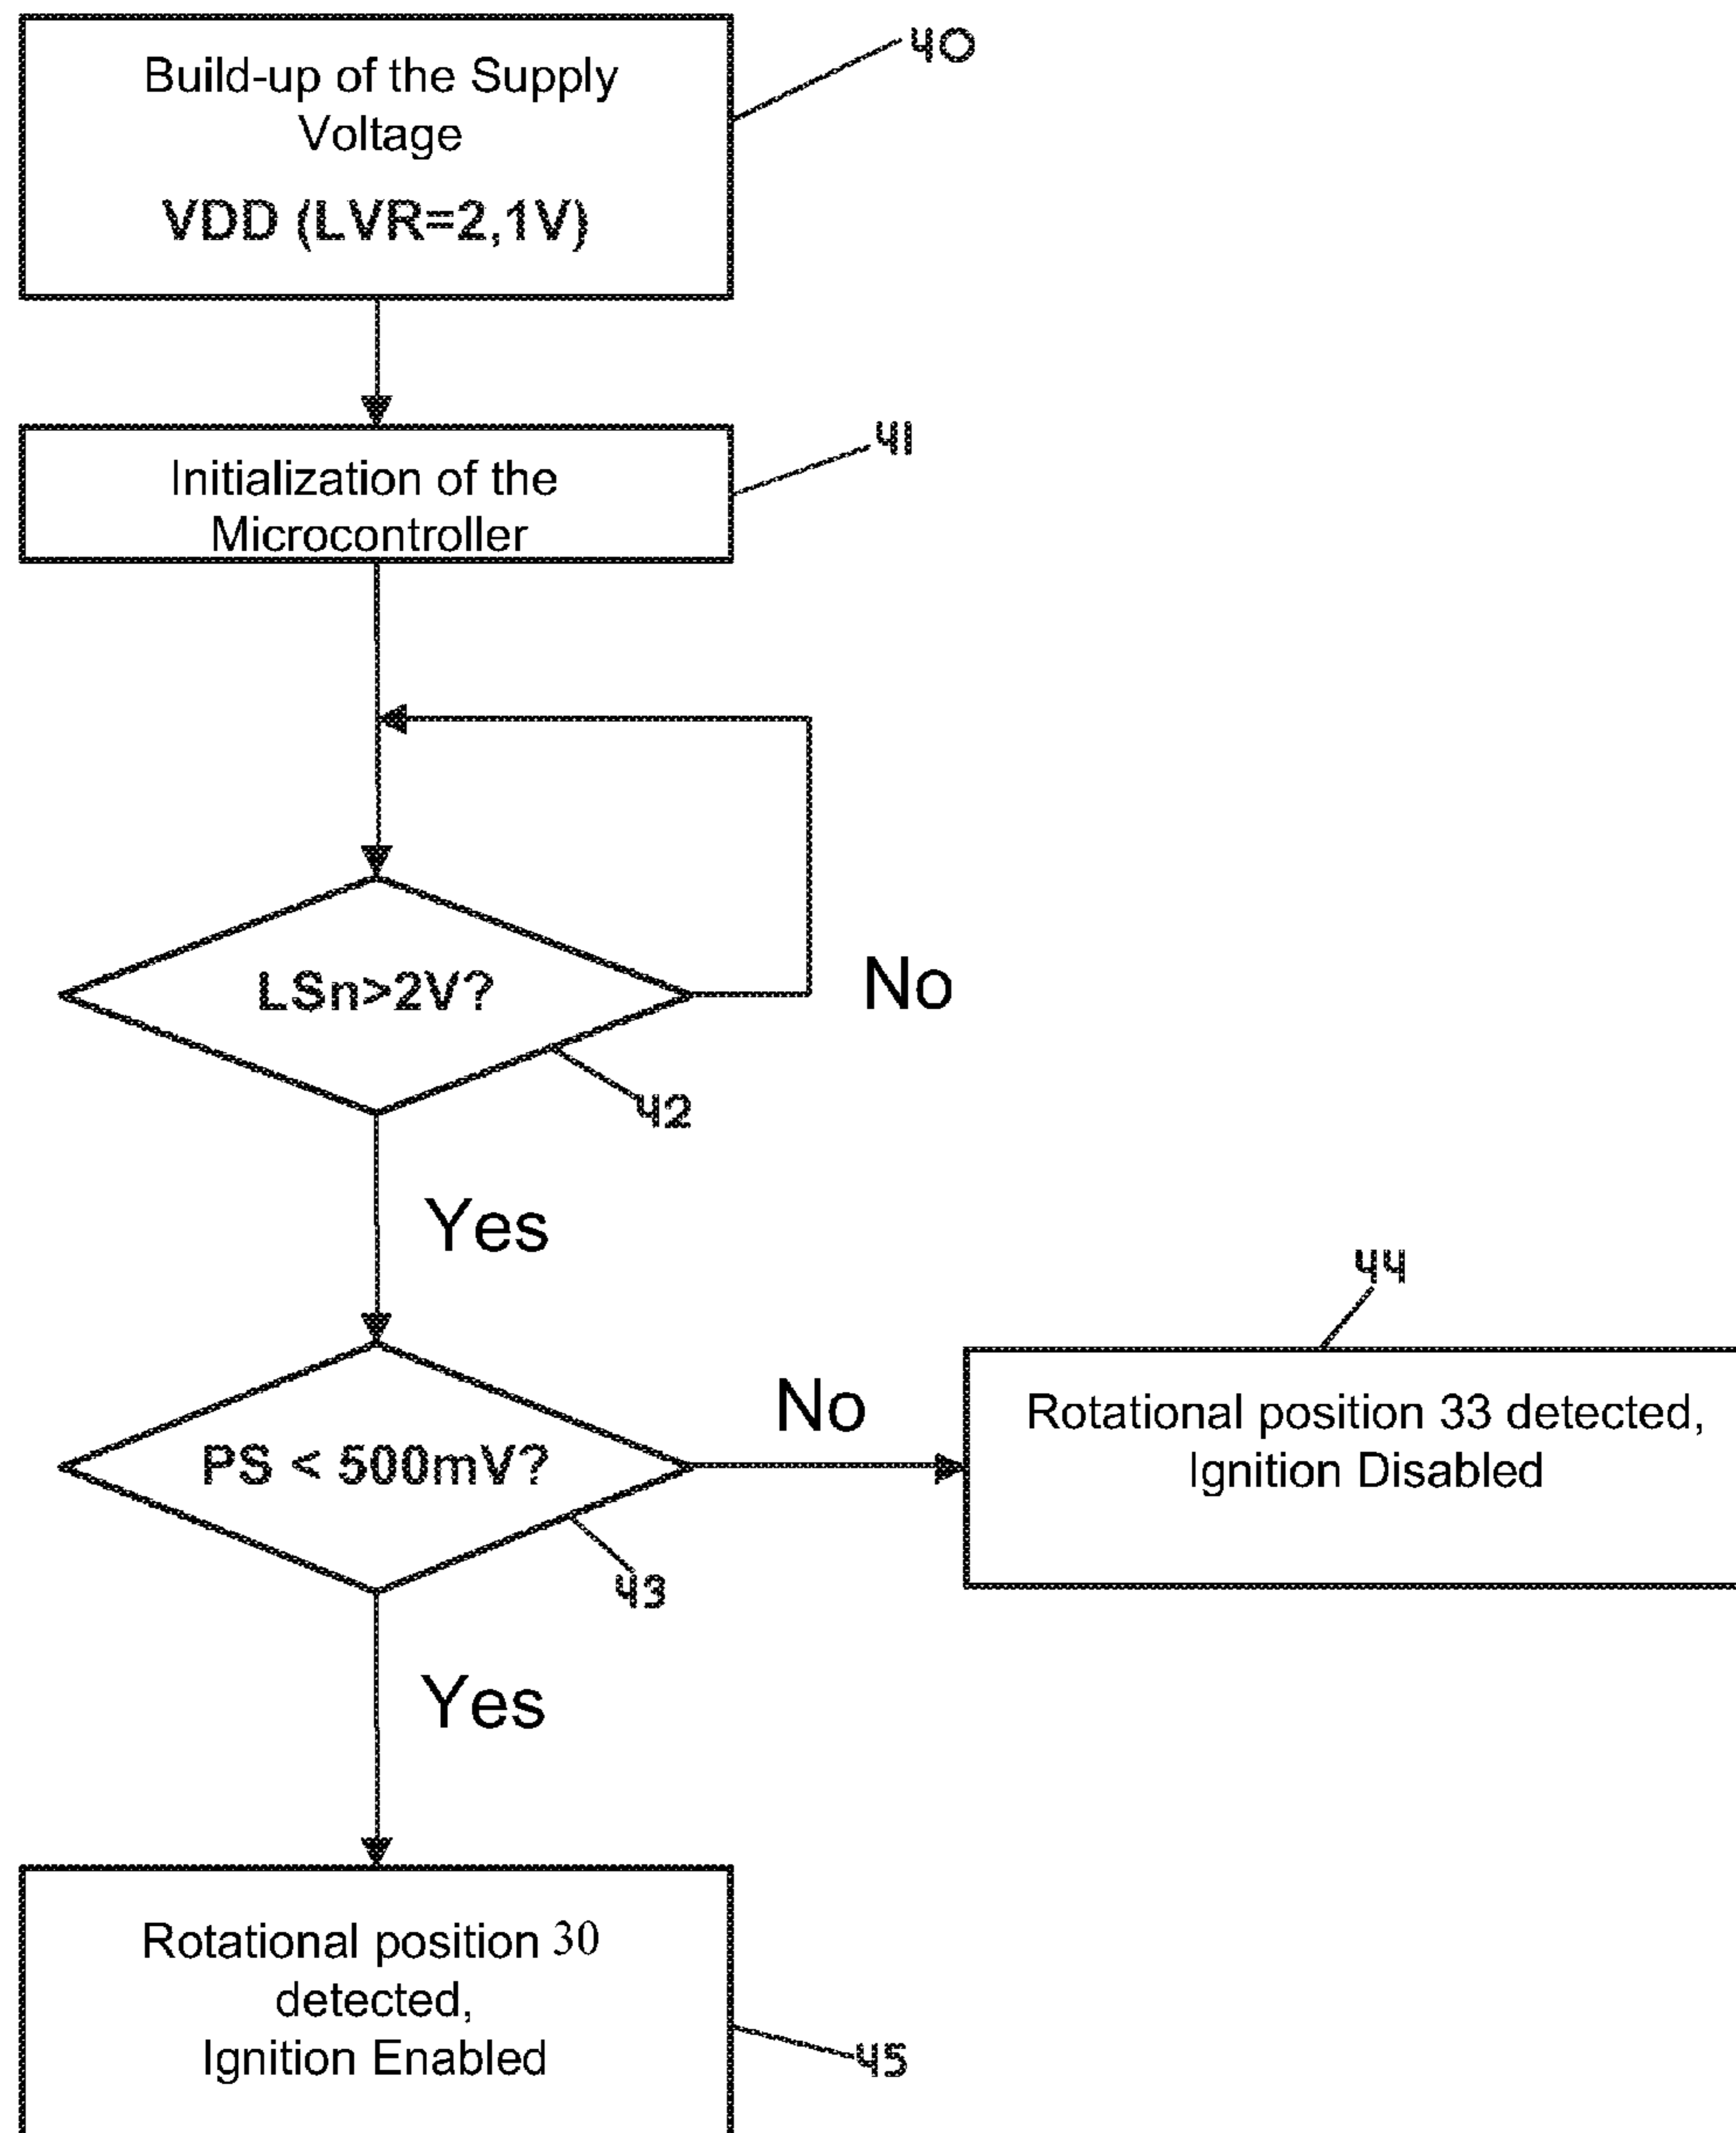 Build-up of the Supply
Voltage
VDD (LVR=2,1V)
40
Initialization of the
Microcontroller
41
LSn>2V?
No
42
Yes
PS < 500mV?
No
43
44
Rotational position 33 detected,
Ignition Disabled
Yes
Rotational position 30
detected,
Ignition Enabled
45